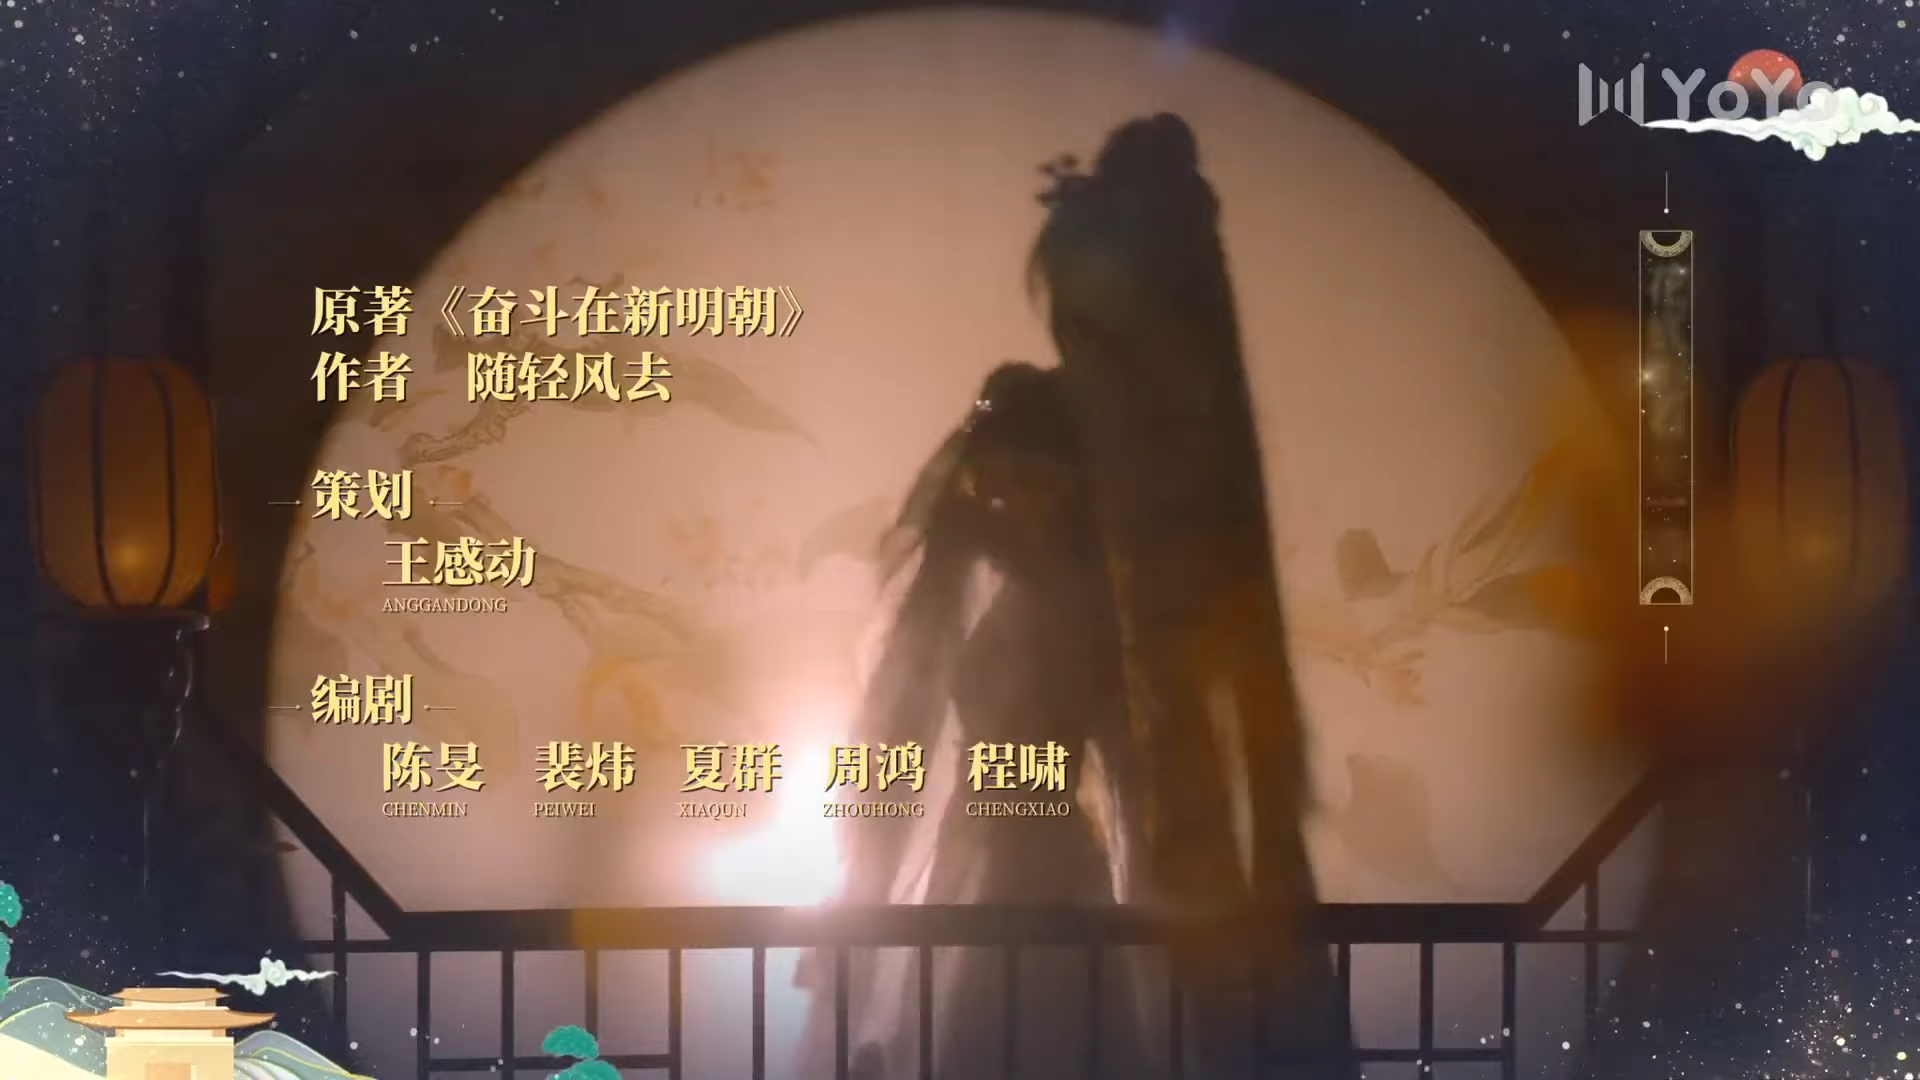 YoYo
原著《奋斗在新明朝》
作者 随轻风去
策划
王感动
ANGGANDONG
编剧
陈旻 裴炜 夏群 周鸿 程啸
CHENMIN PEIWEI XIAQUN ZHOUHONG CHENGXIAO